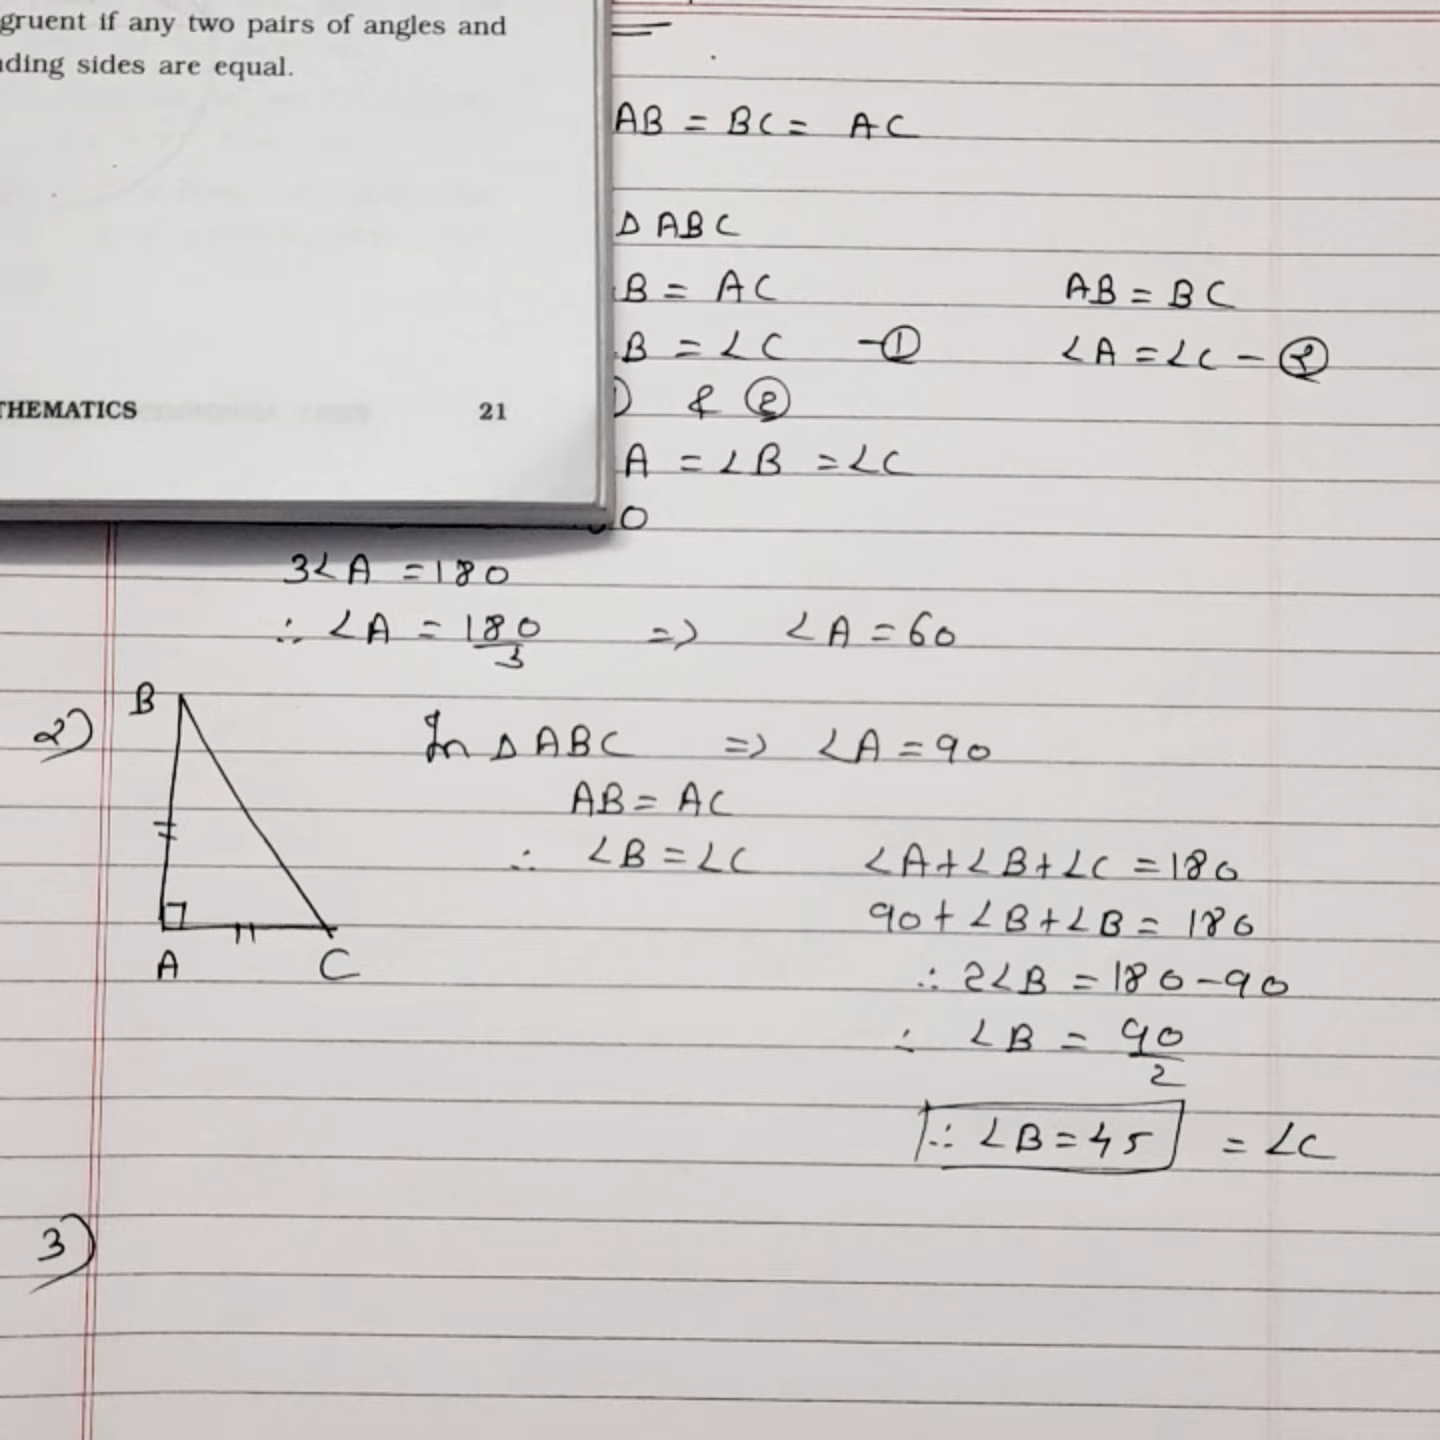 gruent if any two pairs of angles and
ding sides are equal.
THEMATICS 21
AB = BC = AC
Δ ABC
B = AC AB = BC
B = ∠C -① ∠A = ∠C - ②
) & ②
A = ∠B = ∠C
0
3∠A = 180
∴ ∠A = 180/3 => ∠A = 60
2) B
In Δ ABC => ∠A = 90
AB = AC
∴ ∠B = ∠C ∠A + ∠B + ∠C = 180
90 + ∠B + ∠B = 180
A C
∴ 2∠B = 180 - 90
∴ ∠B = 90/2
∴ ∠B = 45 = ∠C
3)